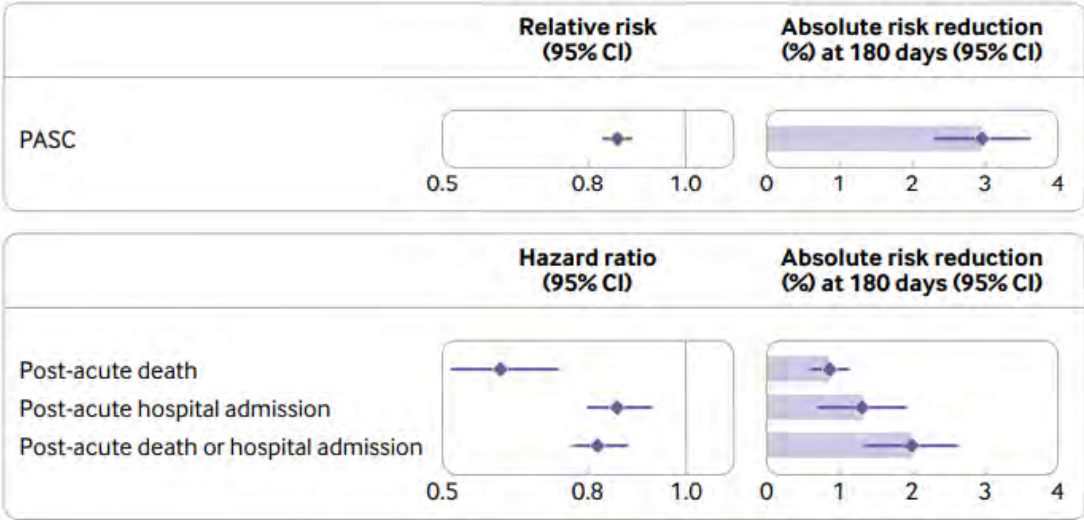 Relative risk
(95% CI)
Absolute risk reduction
(%) at 180 days (95% CI)
PASC
0.5 0.8 1.0 0 1 2 3 4
Hazard ratio
(95% CI)
Absolute risk reduction
(%) at 180 days (95% CI)
Post-acute death
Post-acute hospital admission
Post-acute death or hospital admission
0.5 0.8 1.0 0 1 2 3 4